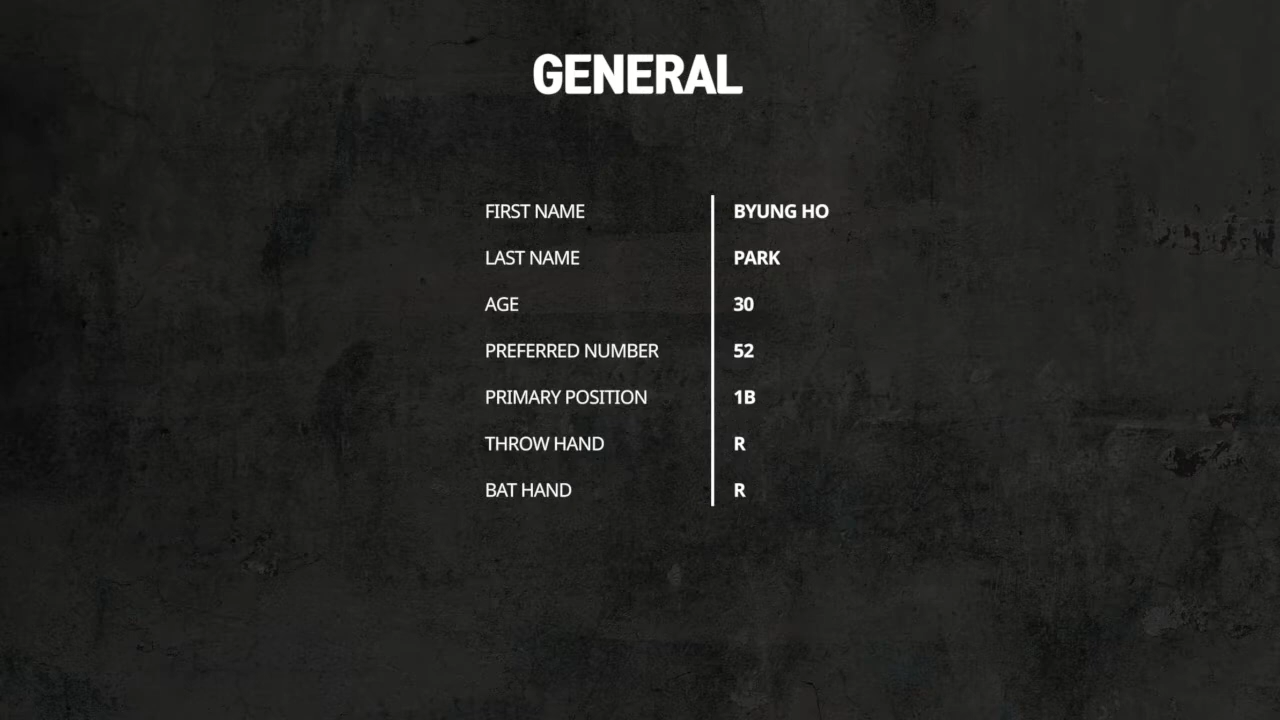 GENERAL
FIRST NAME BYUNG HO
LAST NAME PARK
AGE 30
PREFERRED NUMBER 52
PRIMARY POSITION 1B
THROW HAND R
BAT HAND R